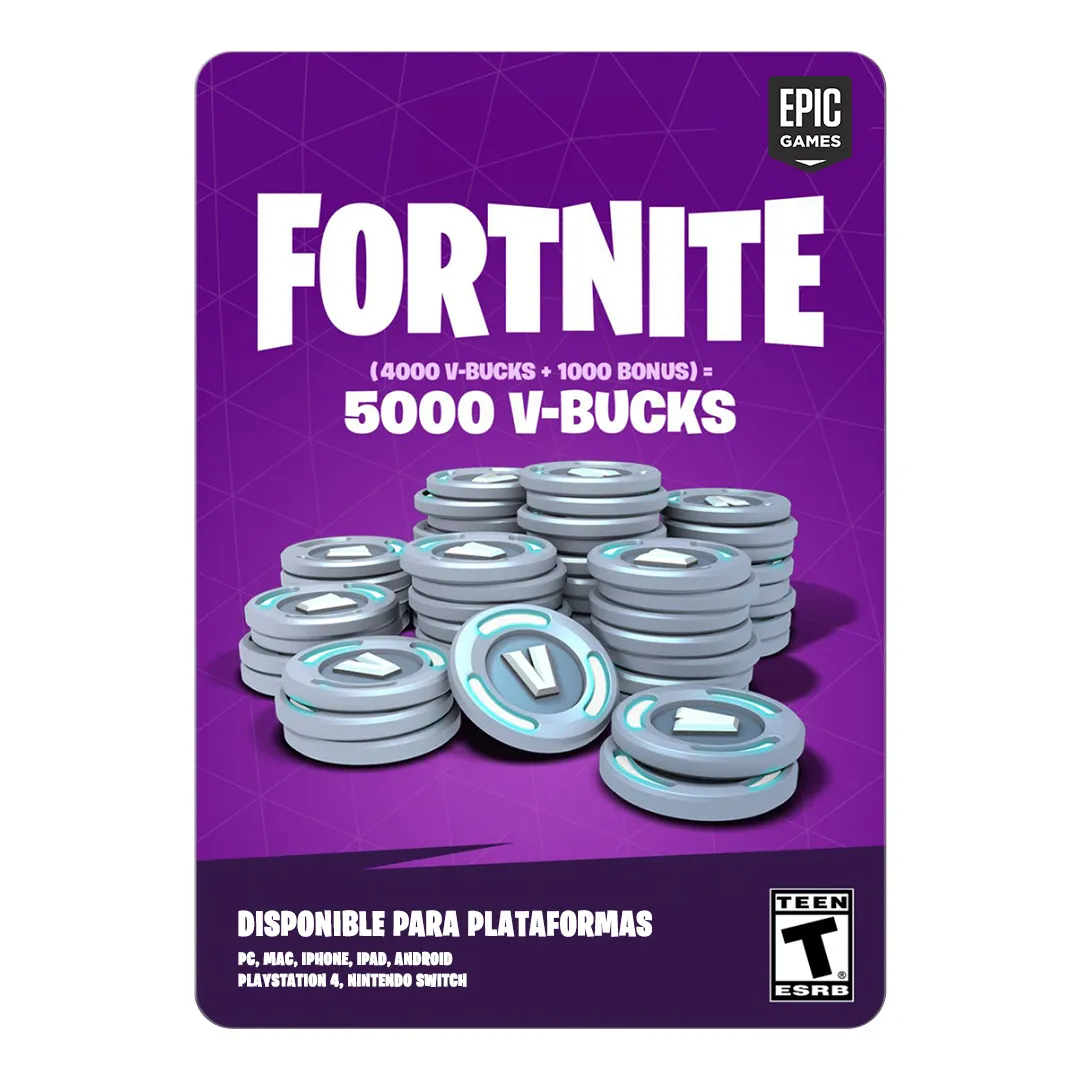 EPIC
GAMES
FORTNITE
(4000 V-BUCKS + 1000 BONUS) =
5000 V-BUCKS
V
V
DISPONIBLE PARA PLATAFORMAS
PC, MAC, IPHONE, IPAD, ANDROID
PLAYSTATION 4, NINTENDO SWITCH
TEEN
T
®
ESRB